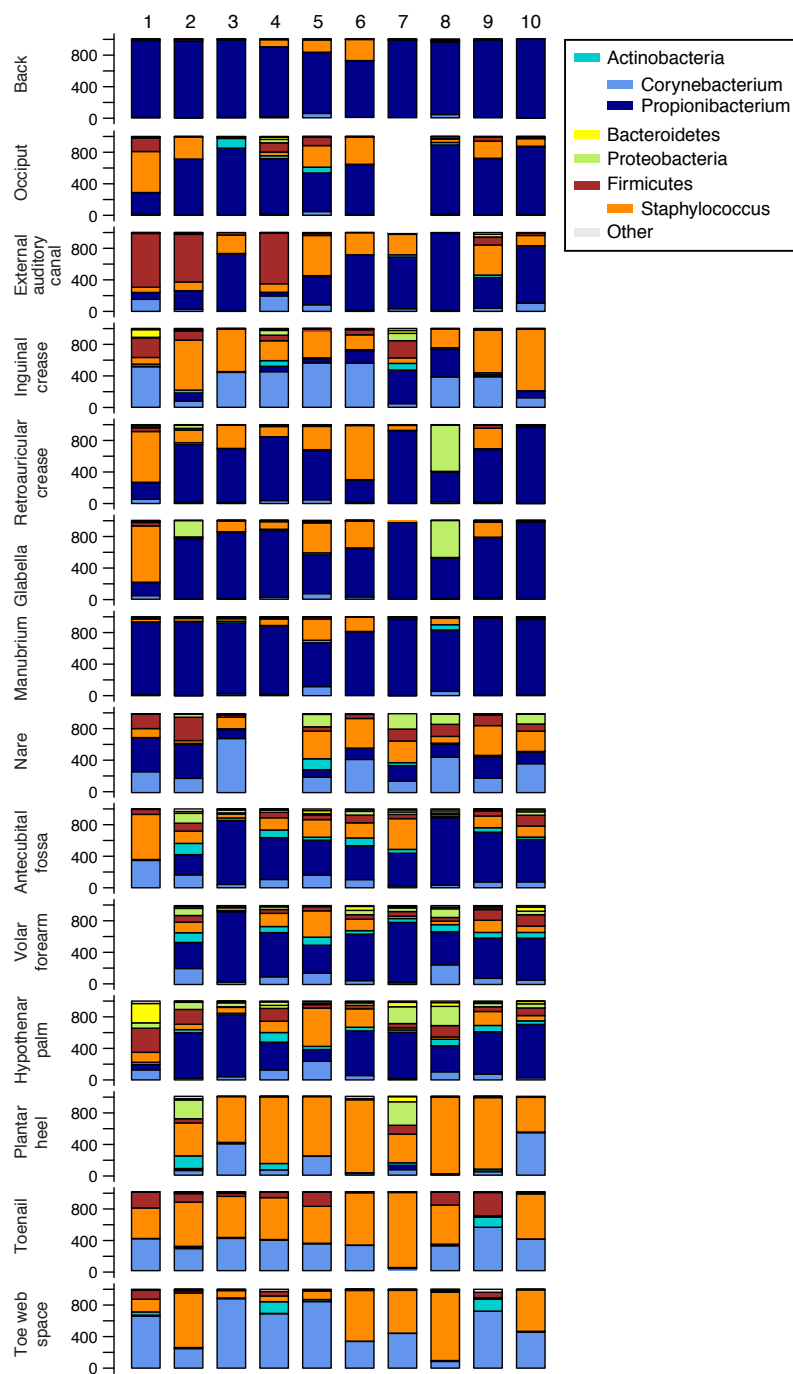 1 2 3 4 5 6 7 8 9 10
Back
800
400
0
Occiput
800
400
0
External
auditory
canal
800
400
0
Inguinal
crease
800
400
0
Retroauricular
crease
800
400
0
Glabella
800
400
0
Manubrium
800
400
0
Nare
800
400
0
Antecubital
fossa
800
400
0
Volar
forearm
800
400
0
Hypothenar
palm
800
400
0
Plantar
heel
800
400
0
Toenail
800
400
0
Toe web
space
800
400
0
Actinobacteria
Corynebacterium
Propionibacterium
Bacteroidetes
Proteobacteria
Firmicutes
Staphylococcus
Other